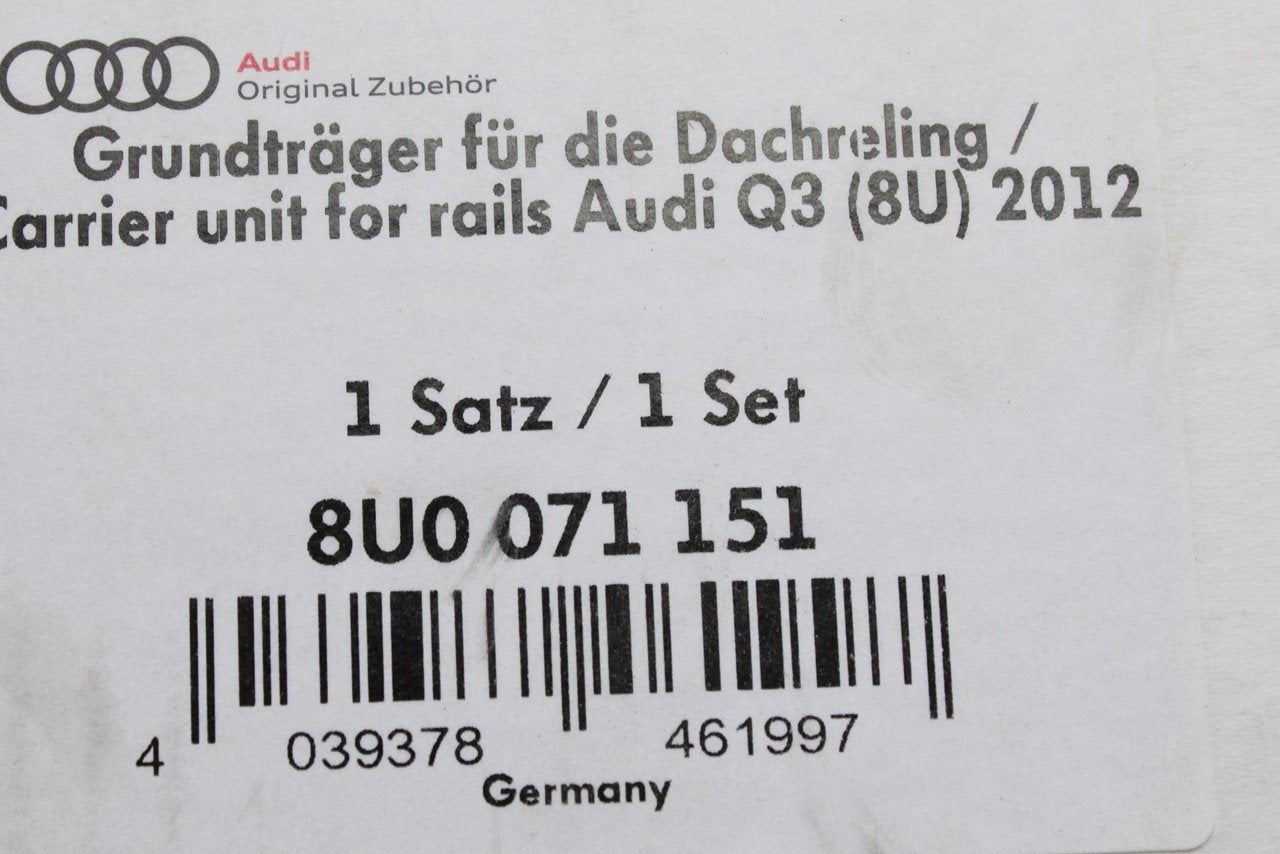 Audi
Original Zubehör
Grundträger für die Dachreling /
Carrier unit for rails Audi Q3 (8U) 2012
1 Satz / 1 Set
8U0 071 151
4 039378 461997
Germany